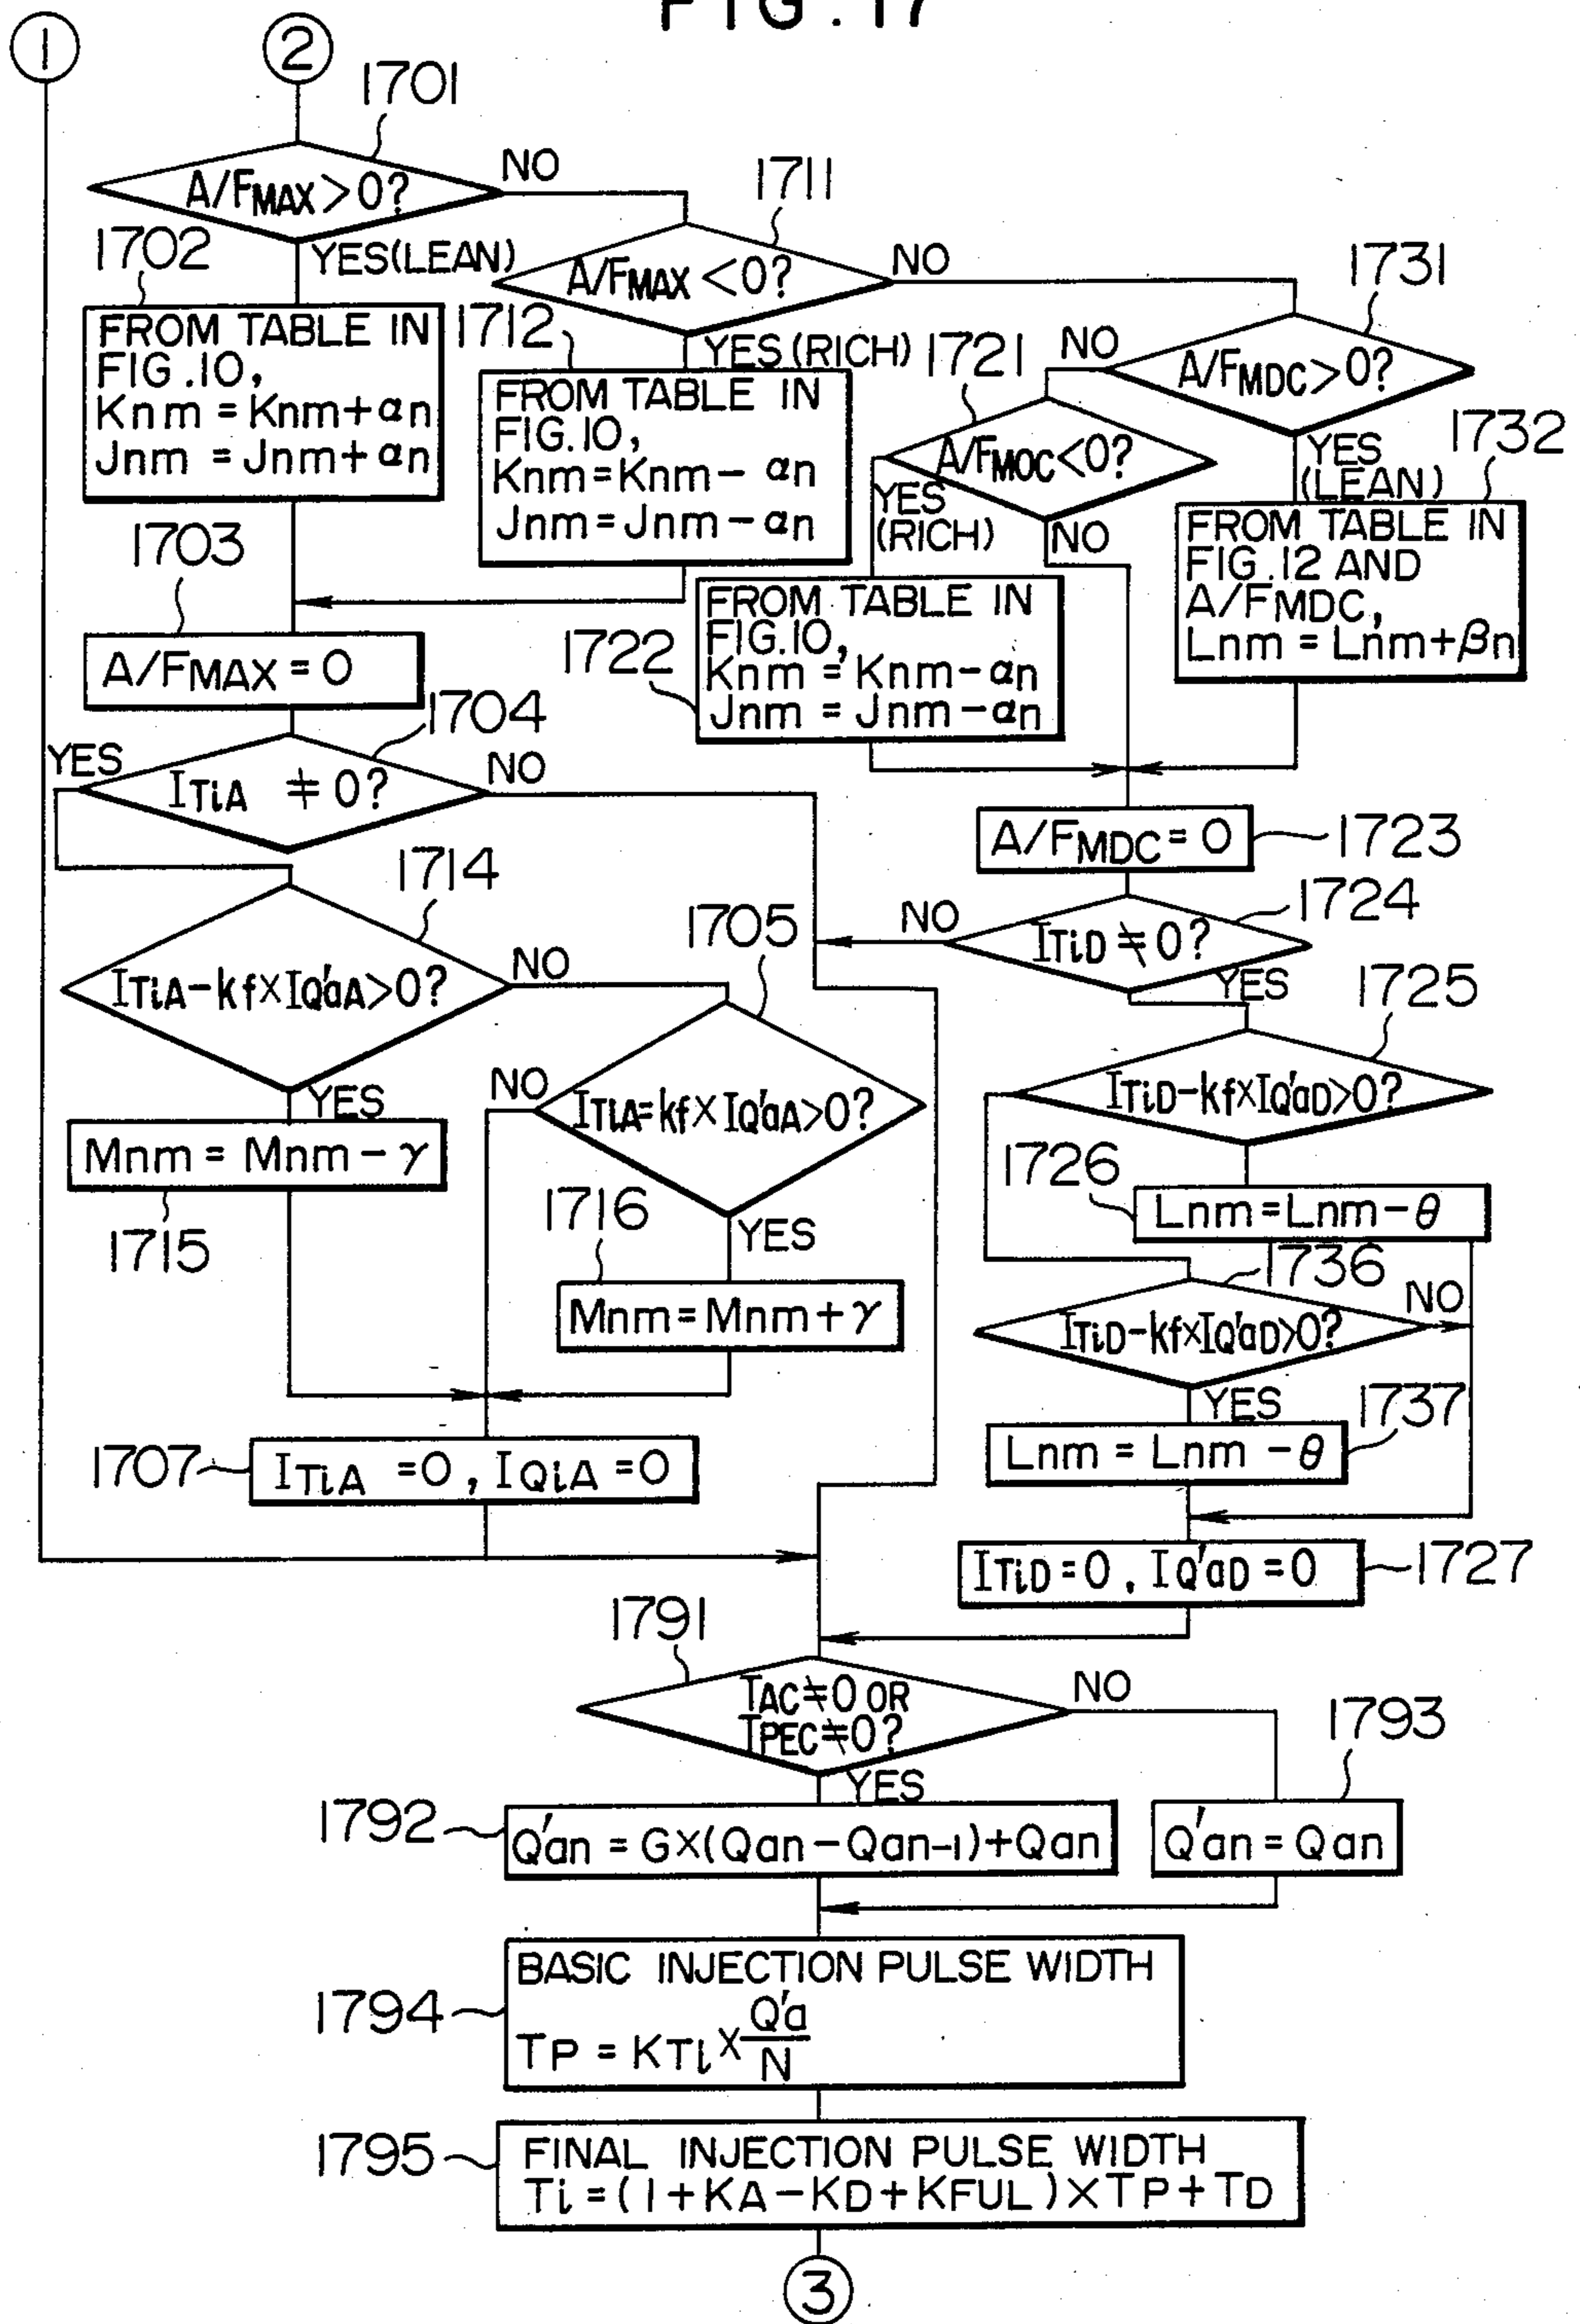 FIG. 17
1
2
1701
A/FMAX>0?
NO
YES(LEAN)
1702
FROM TABLE IN
FIG.10,
Knm = Knm+αn
Jnm = Jnm+αn
1711
A/FMAX<0?
NO
YES(RICH)
1712
FROM TABLE IN
FIG.10,
Knm=Knm-αn
Jnm=Jnm-αn
1731
A/FMDC>0?
NO
YES
(LEAN)
1721
A/FMOC<0?
YES
(RICH)
NO
1732
FROM TABLE IN
FIG.12 AND
A/FMDC,
Lnm = Lnm+βn
1722
FROM TABLE IN
FIG.10,
Knm = Knm-αn
Jnm = Jnm-αn
1703
A/FMAX=0
1704
YES
ITiA ≠ 0?
NO
1723
A/FMDC=0
1724
NO
ITiD≠0?
YES
1714
ITiA-kf×IQ'aA>0?
NO
YES
1705
ITiA=kf×IQ'aA>0?
NO
YES
1715
Mnm = Mnm-γ
1716
Mnm=Mnm+γ
1725
ITiD-kf×IQ'aD>0?
1726
Lnm=Lnm-θ
1736
ITiD-kf×IQ'aD>0?
NO
YES
1737
Lnm = Lnm -θ
1707
ITiA =0, IQiA=0
1727
ITiD=0, IQ'aD=0
1791
TAC≠0 OR
TPEC≠0?
NO
YES
1792
Q'an = G×(Qan-Qan-1)+Qan
1793
Q'an=Qan
1794
BASIC INJECTION PULSE WIDTH
TP = KTi × Q'a/N
1795
FINAL INJECTION PULSE WIDTH
Ti=(1+KA-KD+KFUL)×TP+TD
3